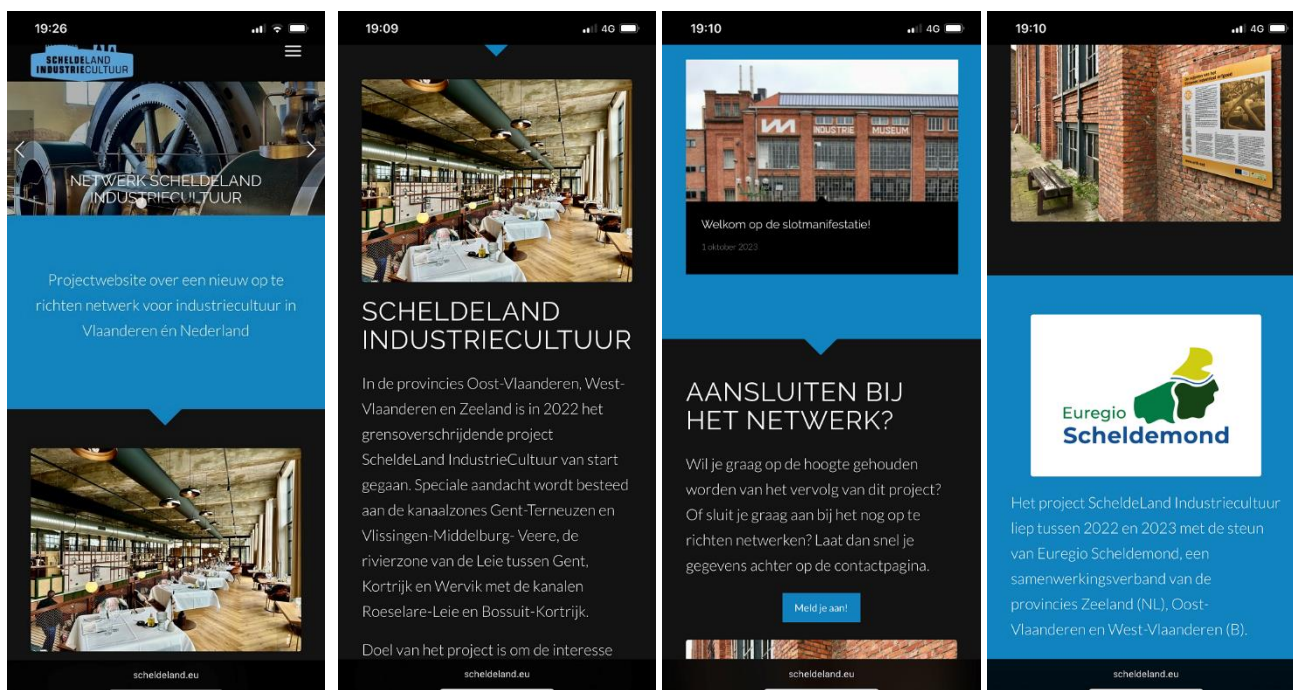 19:26
SCHELDELAND
INDUSTRIECULTUUR
NETWERK SCHELDELAND
INDUSTRIECULTUUR
Projectwebsite over een nieuw op te
richten netwerk voor industriecultuur in
Vlaanderen én Nederland
scheldeland.eu
19:09
4G
SCHELDELAND
INDUSTRIECULTUUR
In de provincies Oost-Vlaanderen, West-
Vlaanderen en Zeeland is in 2022 het
grensoverschrijdende project
ScheldeLand IndustrieCultuur van start
gegaan. Speciale aandacht wordt besteed
aan de kanaalzones Gent-Terneuzen en
Vlissingen-Middelburg- Veere, de
rivierzone van de Leie tussen Gent,
Kortrijk en Wervik met de kanalen
Roeselare-Leie en Bossuit-Kortrijk.
Doel van het project is om de interesse
scheldeland.eu
19:10
4G
INDUSTRIE MUSEUM
Welkom op de slotmanifestatie!
1 oktober 2023
AANSLUITEN BIJ
HET NETWERK?
Wil je graag op de hoogte gehouden
worden van het vervolg van dit project?
Of sluit je graag aan bij het nog op te
richten netwerken? Laat dan snel je
gegevens achter op de contactpagina.
Meld je aan!
scheldeland.eu
19:10
4G
Euregio
Scheldemond
Het project ScheldeLand Industriecultuur
liep tussen 2022 en 2023 met de steun
van Euregio Scheldemond, een
samenwerkingsverband van de
provincies Zeeland (NL), Oost-
Vlaanderen en West-Vlaanderen (B).
scheldeland.eu